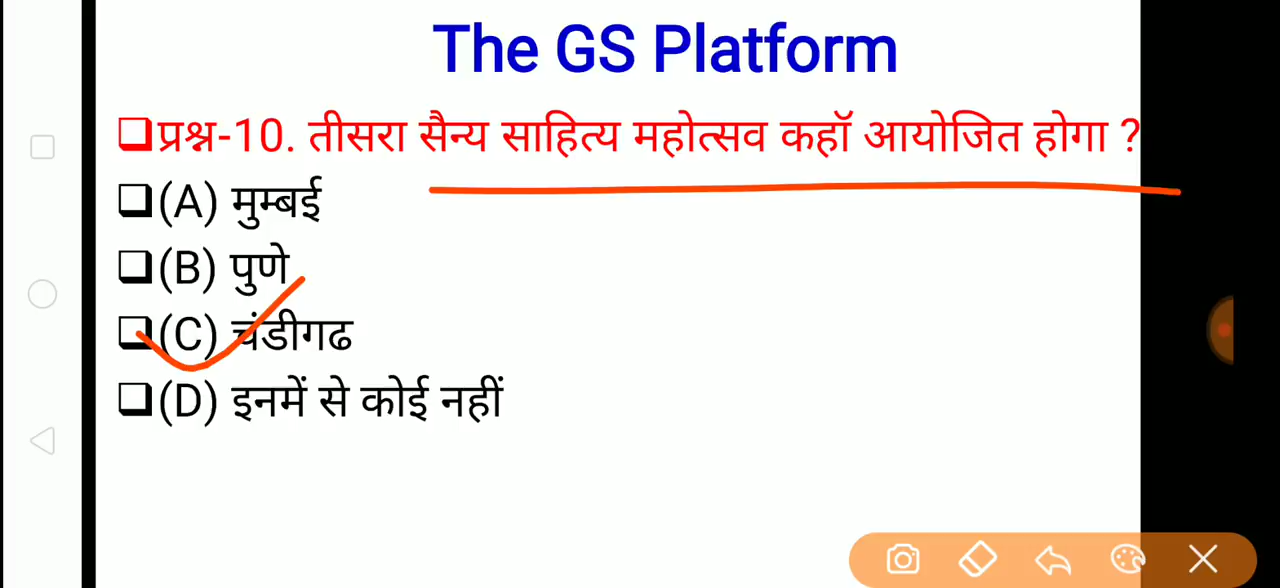 The GS Platform
❑प्रश्न-10. तीसरा सैन्य साहित्य महोत्सव कहॉ आयोजित होगा ?
❑(A) मुम्बई
❑(B) पुणे
❑(C) चंडीगढ
❑(D) इनमें से कोई नहीं